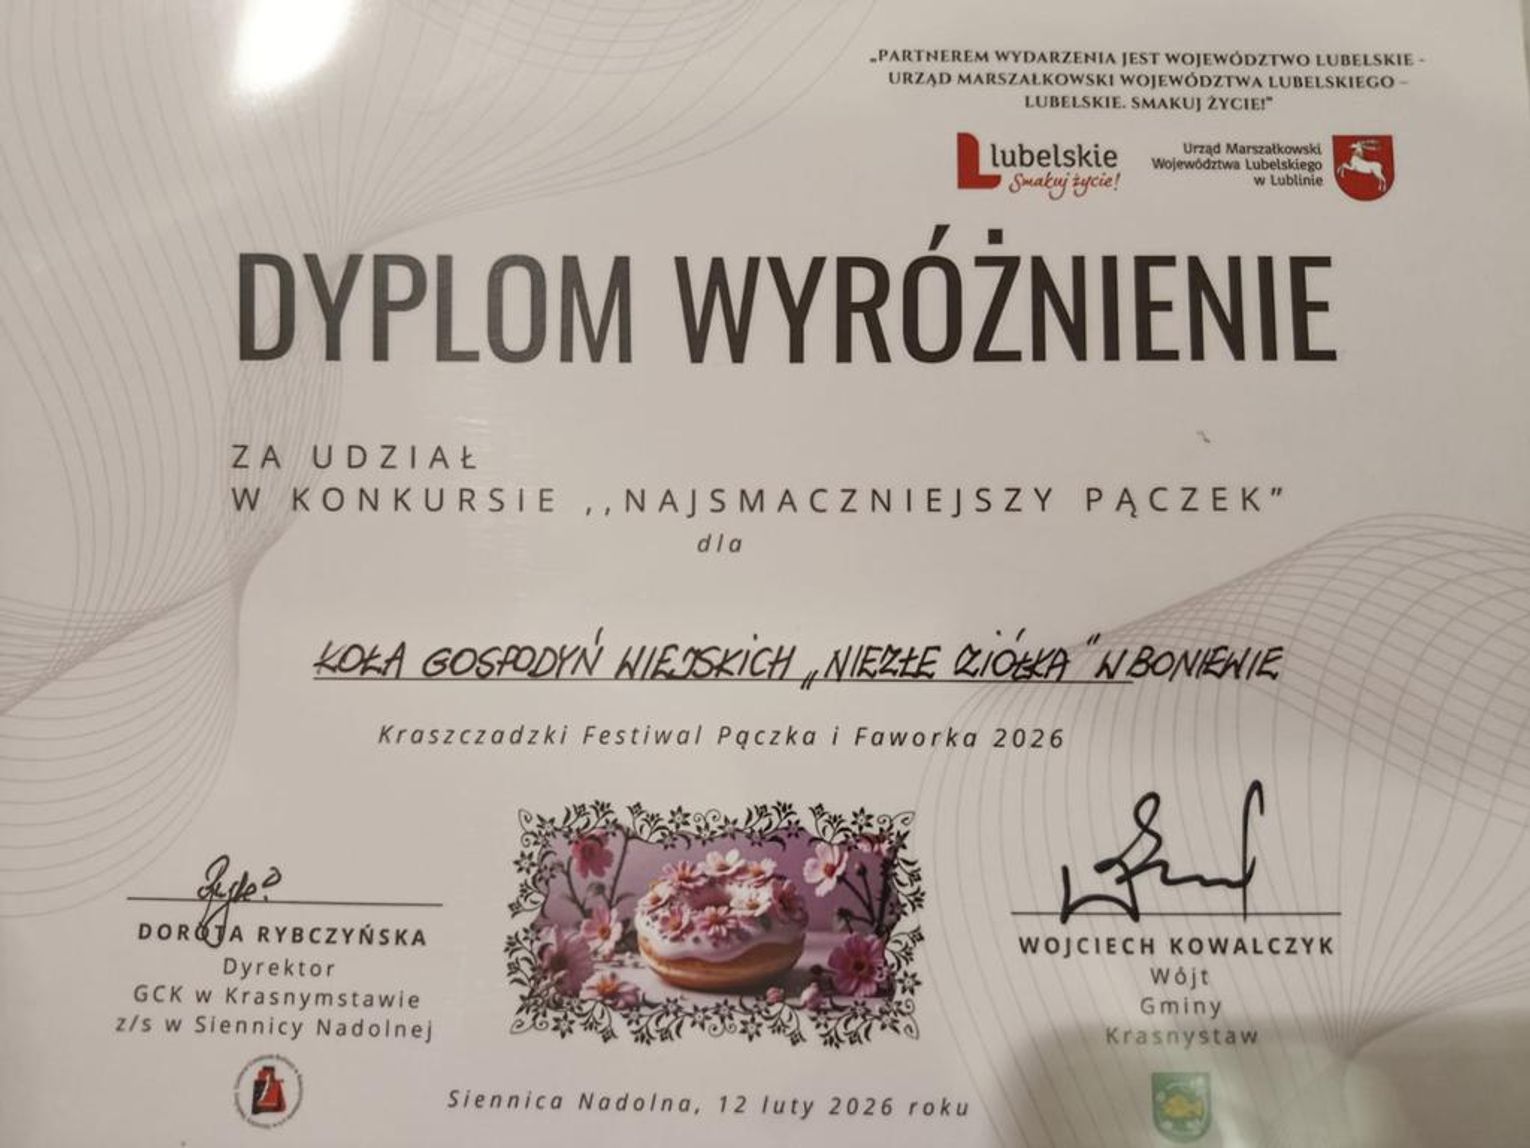 „PARTNEREM WYDARZENIA JEST WOJEWÓDZTWO LUBELSKIE -
URZĄD MARSZAŁKOWSKI WOJEWÓDZTWA LUBELSKIEGO –
LUBELSKIE. SMAKUJ ŻYCIE!"
lubelskie
Smakuj życie!
Urząd Marszałkowski
Województwa Lubelskiego
w Lublinie
DYPLOM WYRÓŻNIENIE
ZA UDZIAŁ
W KONKURSIE ,,NAJSMACZNIEJSZY PĄCZEK"
dla
KOŁA GOSPODYŃ WIEJSKICH „NIEZŁE ZIÓŁKA" W BONIEWIE
Kraszczadzki Festiwal Pączka i Faworka 2026
DOROTA RYBCZYŃSKA
Dyrektor
GCK w Krasnymstawie
z/s w Siennicy Nadolnej
WOJCIECH KOWALCZYK
Wójt
Gminy
Krasnystaw
Siennica Nadolna, 12 luty 2026 roku